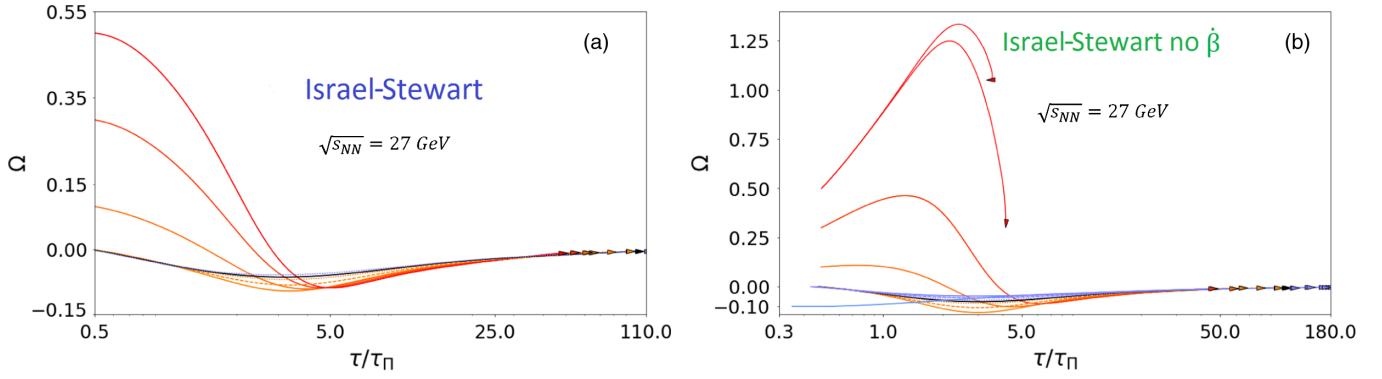 (a)
Israel-Stewart
√s_NN = 27 GeV
Ω
0.55
0.35
0.15
0.00
−0.15
0.5
5.0
25.0
110.0
τ/τ_Π
(b)
Israel-Stewart no β̇
√s_NN = 27 GeV
Ω
1.25
1.00
0.75
0.50
0.25
0.00
−0.10
0.3
1.0
5.0
50.0
180.0
τ/τ_Π